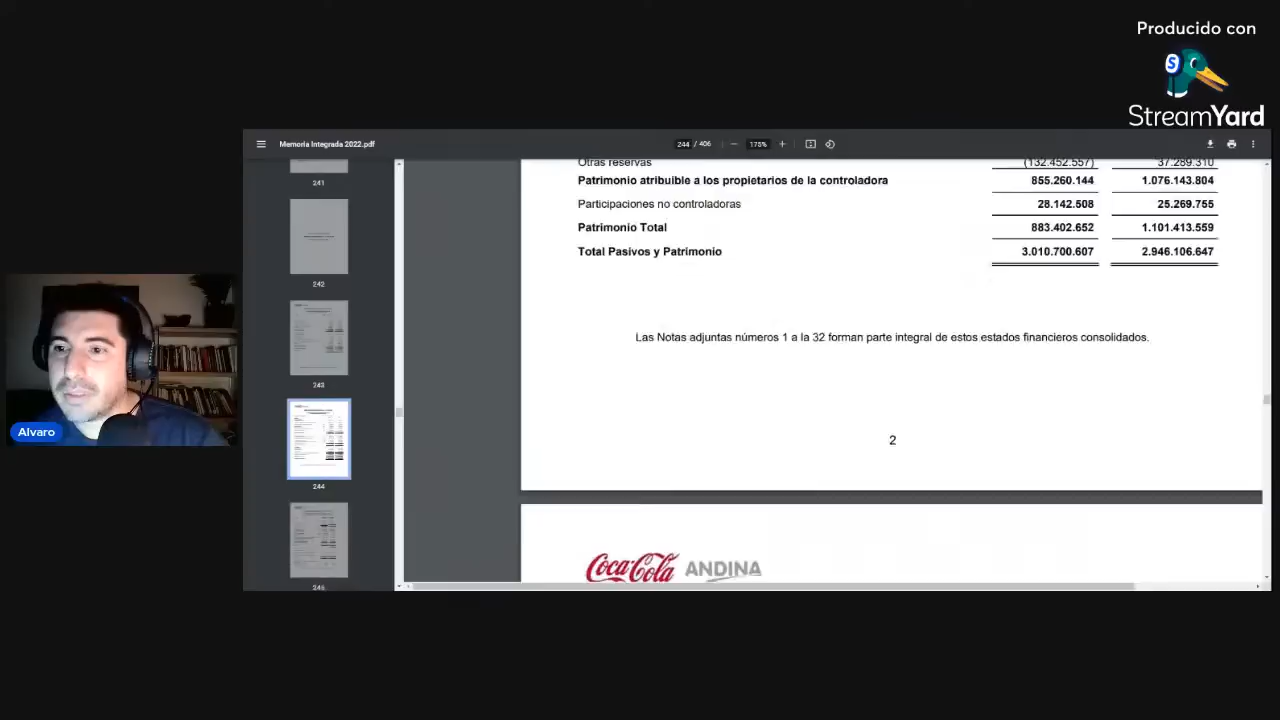 Producido con
StreamYard
Memoria Integrada 2022.pdf
244 / 406
175%
241
242
243
244
245
Otras reservas (132.452.557) 37.289.310
Patrimonio atribuible a los propietarios de la controladora 855.260.144 1.076.143.804
Participaciones no controladoras 28.142.508 25.269.755
Patrimonio Total 883.402.652 1.101.413.559
Total Pasivos y Patrimonio 3.010.700.607 2.946.106.647
Las Notas adjuntas números 1 a la 32 forman parte integral de estos estados financieros consolidados.
2
Coca-Cola ANDINA
Alvaro